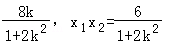 8k/(1+2k²), x₁x₂=6/(1+2k²)